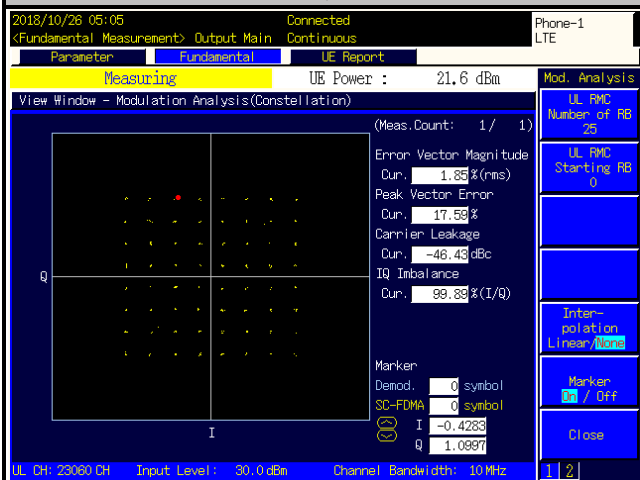 2018/10/26 05:05 Connected Phone-1
<Fundamental Measurement> Output Main Continuous LTE
Parameter Fundamental UE Report
Measuring UE Power : 21.6 dBm Mod. Analysis
View Window - Modulation Analysis(Constellation)
(Meas.Count: 1/ 1)
Error Vector Magnitude
Cur. 1.85 %(rms)
Peak Vector Error
Cur. 17.59 %
Carrier Leakage
Cur. -46.43 dBc
IQ Imbalance
Cur. 99.89 %(I/Q)
Q
I
Marker
Demod. 0 symbol
SC-FDMA 0 symbol
I -0.4283
Q 1.0997
UL RMC
Number of RB
25
UL RMC
Starting RB
0
Inter-
polation
Linear/None
Marker
On / Off
Close
UL CH: 23060 CH Input Level: 30.0 dBm Channel Bandwidth: 10 MHz 1 2